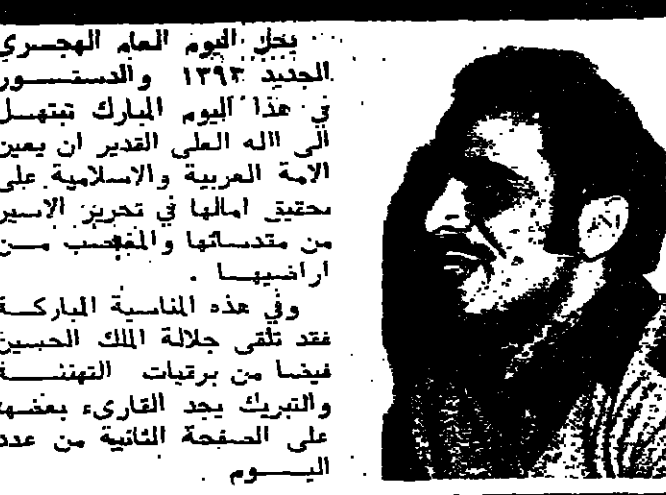 يحل اليوم العام الهجري
الجديد ١٣٩٣ والدستور
في هذا اليوم المبارك تبتهل
الى الله العلي القدير ان يعين
الامة العربية والاسلامية على
تحقيق امالها في تحرير الاسير
من مقدساتها والمغتصب من
اراضيها .
وفي هذه المناسبة المباركة
فقد تلقى جلالة الملك الحسين
فيضا من برقيات التهنئة
والتبريك يجد القارىء بعضها
على الصفحة الثانية من عدد
اليوم .